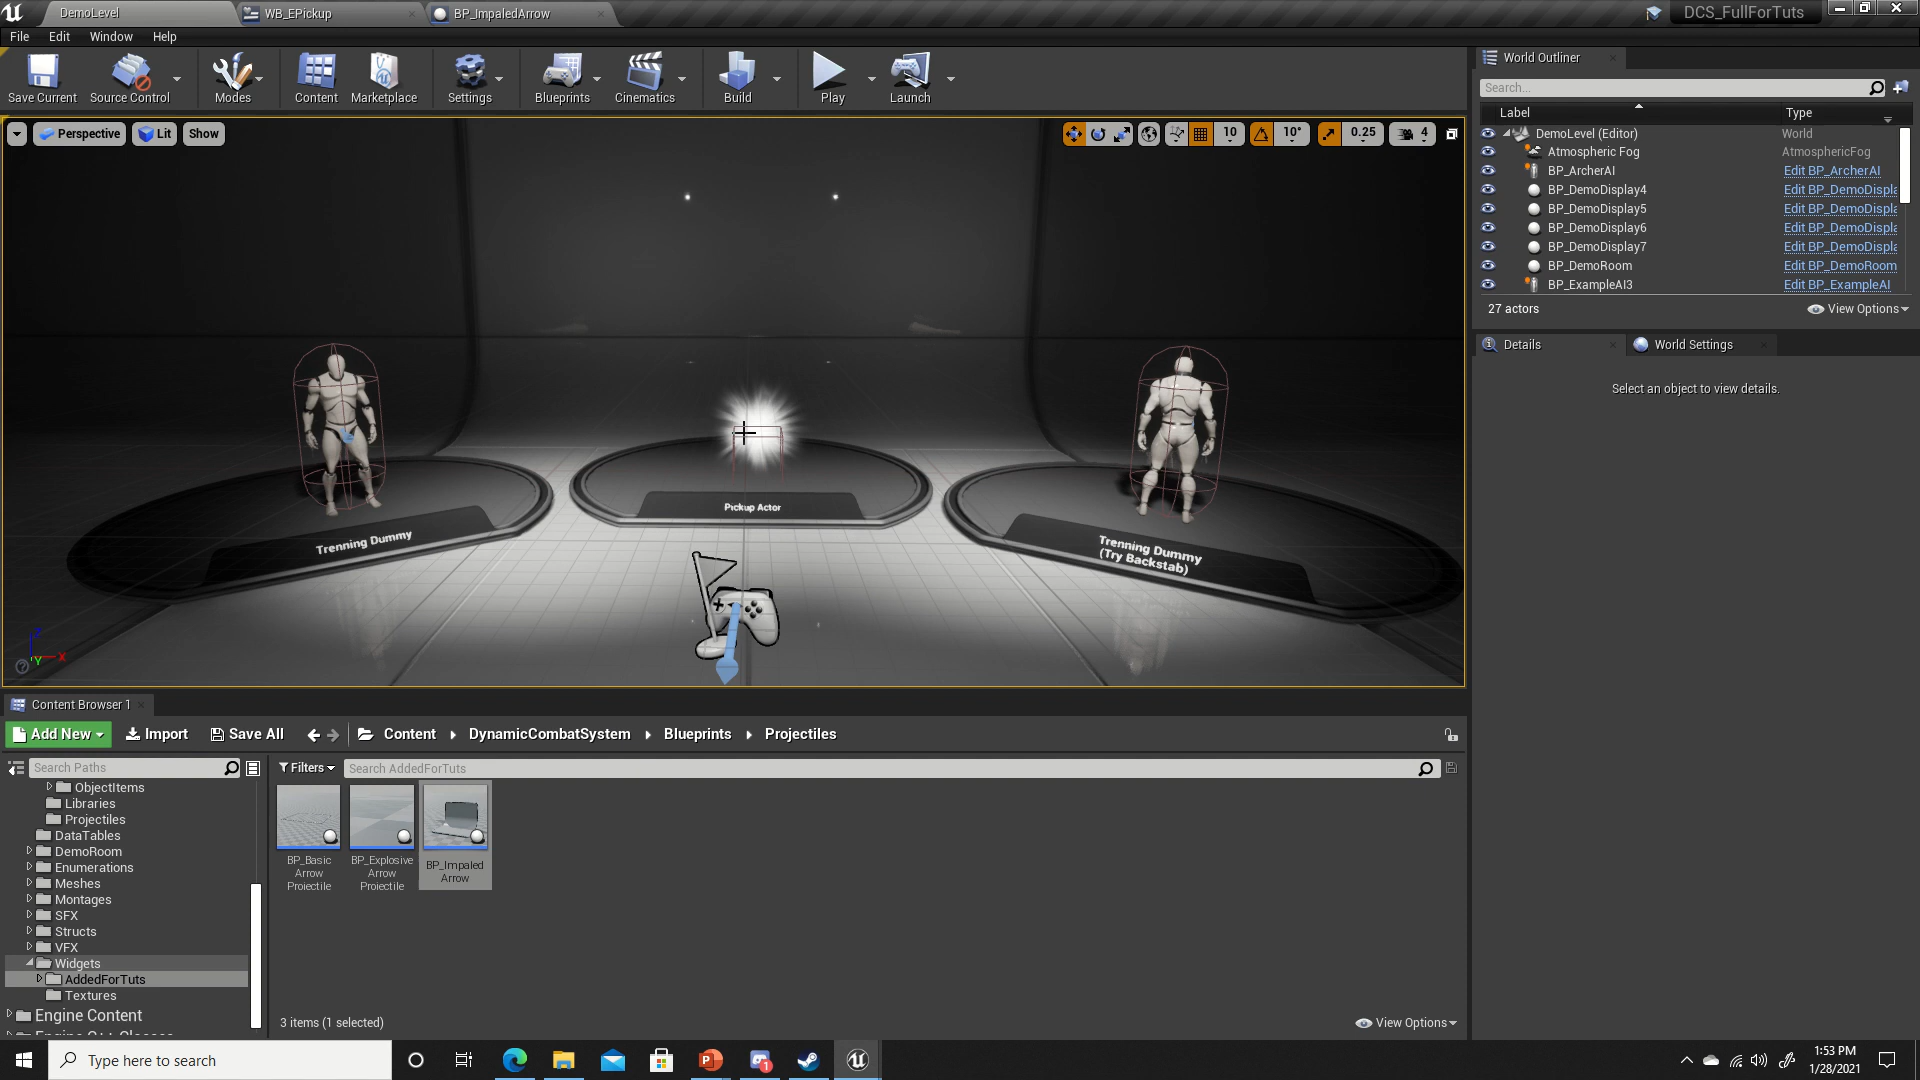 DemoLevel
WB_EPickup
BP_ImpaledArrow
DCS_FullForTuts
File Edit Window Help
Save Current
Source Control
Modes
Content
Marketplace
Settings
Blueprints
Cinematics
Build
Play
Launch
Perspective
Lit
Show
10
10°
0.25
4
Pickup Actor
Trenning Dummy
Trenning Dummy
(Try Backstab)
Z
X
Y
World Outliner
Search...
Label Type
DemoLevel (Editor) World
Atmospheric Fog AtmosphericFog
BP_ArcherAI Edit BP_ArcherAI
BP_DemoDisplay4 Edit BP_DemoDispla
BP_DemoDisplay5 Edit BP_DemoDispla
BP_DemoDisplay6 Edit BP_DemoDispla
BP_DemoDisplay7 Edit BP_DemoDispla
BP_DemoRoom Edit BP_DemoRoom
BP_ExampleAI3 Edit BP_ExampleAI
27 actors
View Options
Details
World Settings
Select an object to view details.
Content Browser 1
Add New
Import
Save All
Content
DynamicCombatSystem
Blueprints
Projectiles
Search Paths
Filters
Search AddedForTuts
ObjectItems
Libraries
Projectiles
DataTables
DemoRoom
Enumerations
Meshes
Montages
SFX
Structs
VFX
Widgets
AddedForTuts
Textures
Engine Content
Engine C++ Classes
BP_Basic
Arrow
Projectile
BP_Explosive
Arrow
Projectile
BP_Impaled
Arrow
3 items (1 selected)
View Options
Type here to search
1
1:53 PM
1/28/2021